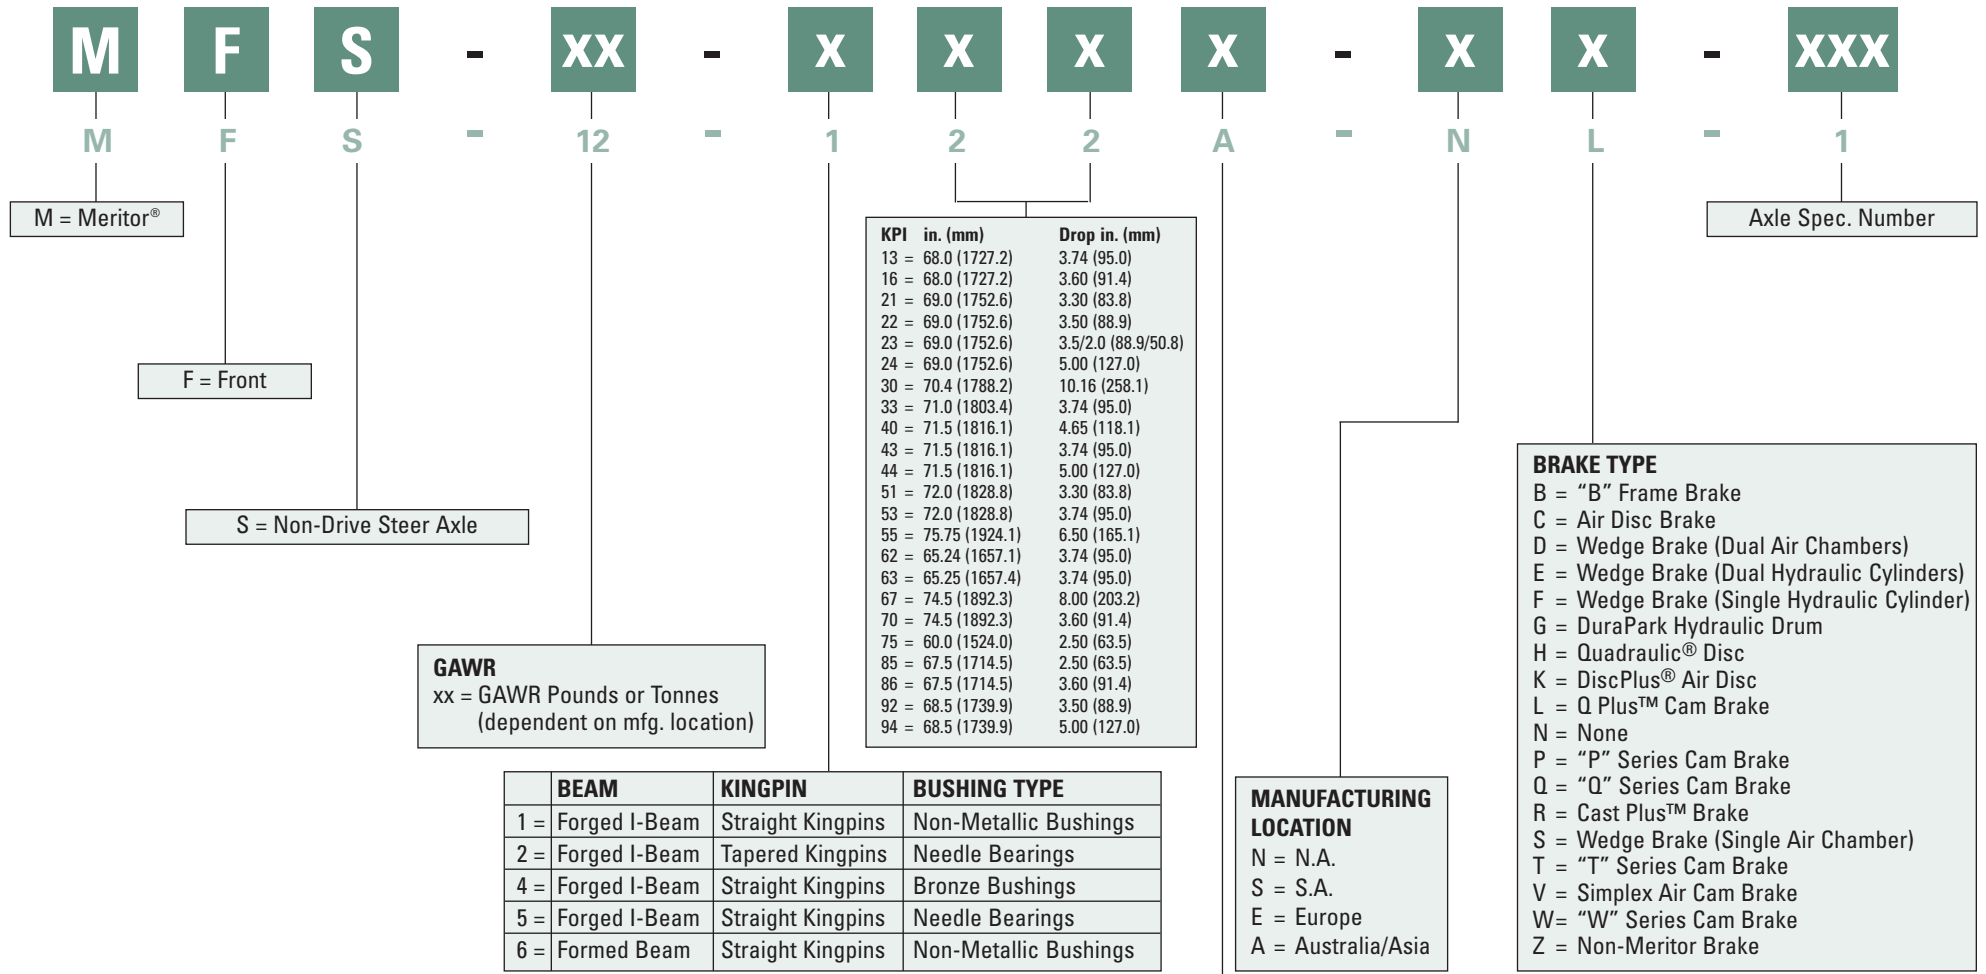 M F S - xx - x x x x - x x - xxx
M F S - 12 - 1 2 2 A - N L - 1
M = Meritor®
F = Front
S = Non-Drive Steer Axle
GAWR
xx = GAWR Pounds or Tonnes
(dependent on mfg. location)
BEAM KINGPIN BUSHING TYPE
1 = Forged I-Beam Straight Kingpins Non-Metallic Bushings
2 = Forged I-Beam Tapered Kingpins Needle Bearings
4 = Forged I-Beam Straight Kingpins Bronze Bushings
5 = Forged I-Beam Straight Kingpins Needle Bearings
6 = Formed Beam Straight Kingpins Non-Metallic Bushings
KPI in. (mm) Drop in. (mm)
13 = 68.0 (1727.2) 3.74 (95.0)
16 = 68.0 (1727.2) 3.60 (91.4)
21 = 69.0 (1752.6) 3.30 (83.8)
22 = 69.0 (1752.6) 3.50 (88.9)
23 = 69.0 (1752.6) 3.5/2.0 (88.9/50.8)
24 = 69.0 (1752.6) 5.00 (127.0)
30 = 70.4 (1788.2) 10.16 (258.1)
33 = 71.0 (1803.4) 3.74 (95.0)
40 = 71.5 (1816.1) 4.65 (118.1)
43 = 71.5 (1816.1) 3.74 (95.0)
44 = 71.5 (1816.1) 5.00 (127.0)
51 = 72.0 (1828.8) 3.30 (83.8)
53 = 72.0 (1828.8) 3.74 (95.0)
55 = 75.75 (1924.1) 6.50 (165.1)
62 = 65.24 (1657.1) 3.74 (95.0)
63 = 65.25 (1657.4) 3.74 (95.0)
67 = 74.5 (1892.3) 8.00 (203.2)
70 = 74.5 (1892.3) 3.60 (91.4)
75 = 60.0 (1524.0) 2.50 (63.5)
85 = 67.5 (1714.5) 2.50 (63.5)
86 = 67.5 (1714.5) 3.60 (91.4)
92 = 68.5 (1739.9) 3.50 (88.9)
94 = 68.5 (1739.9) 5.00 (127.0)
MANUFACTURING
LOCATION
N = N.A.
S = S.A.
E = Europe
A = Australia/Asia
BRAKE TYPE
B = “B” Frame Brake
C = Air Disc Brake
D = Wedge Brake (Dual Air Chambers)
E = Wedge Brake (Dual Hydraulic Cylinders)
F = Wedge Brake (Single Hydraulic Cylinder)
G = DuraPark Hydraulic Drum
H = Quadraulic® Disc
K = DiscPlus® Air Disc
L = Q Plus™ Cam Brake
N = None
P = “P” Series Cam Brake
Q = “Q” Series Cam Brake
R = Cast Plus™ Brake
S = Wedge Brake (Single Air Chamber)
T = “T” Series Cam Brake
V = Simplex Air Cam Brake
W= “W” Series Cam Brake
Z = Non-Meritor Brake
Axle Spec. Number